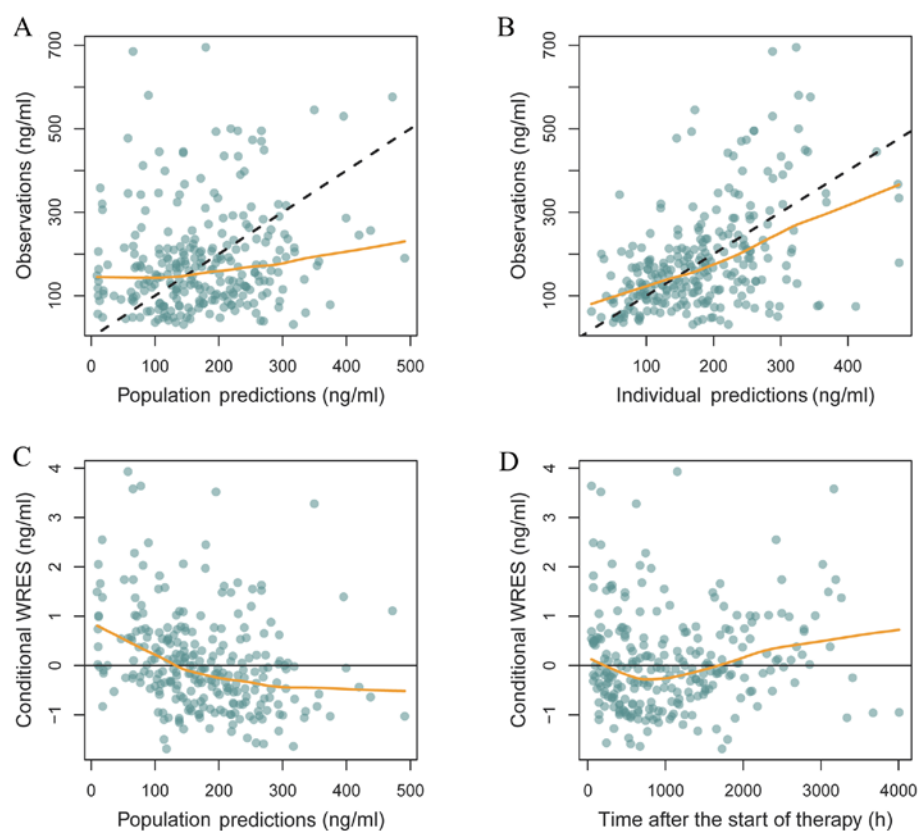 A
B
700
500
300
100
Observations (ng/ml)
0 100 200 300 400 500
Population predictions (ng/ml)
700
500
300
100
Observations (ng/ml)
100 200 300 400
Individual predictions (ng/ml)
C
D
4
3
2
1
0
−1
Conditional WRES (ng/ml)
0 100 200 300 400 500
Population predictions (ng/ml)
4
3
2
1
0
−1
Conditional WRES (ng/ml)
0 1000 2000 3000 4000
Time after the start of therapy (h)